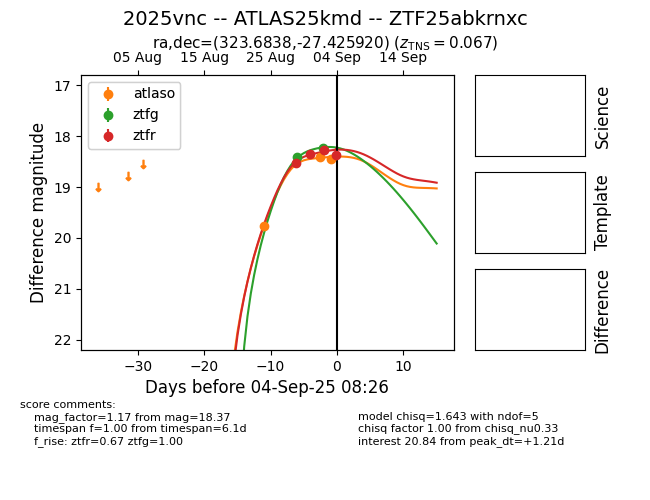 2025vnc -- ATLAS25kmd -- ZTF25abkrnxc
ra,dec=(323.6838,-27.425920) (z_TNS = 0.067)
05 Aug 15 Aug 25 Aug 04 Sep 14 Sep
17
18
19
20
21
22
Difference magnitude
atlaso
ztfg
ztfr
−30 −20 −10 0 10
Days before 04-Sep-25 08:26
Science
Template
Difference
score comments:
mag_factor=1.17 from mag=18.37
timespan f=1.00 from timespan=6.1d
f_rise: ztfr=0.67 ztfg=1.00
model chisq=1.643 with ndof=5
chisq factor 1.00 from chisq_nu0.33
interest 20.84 from peak_dt=+1.21d